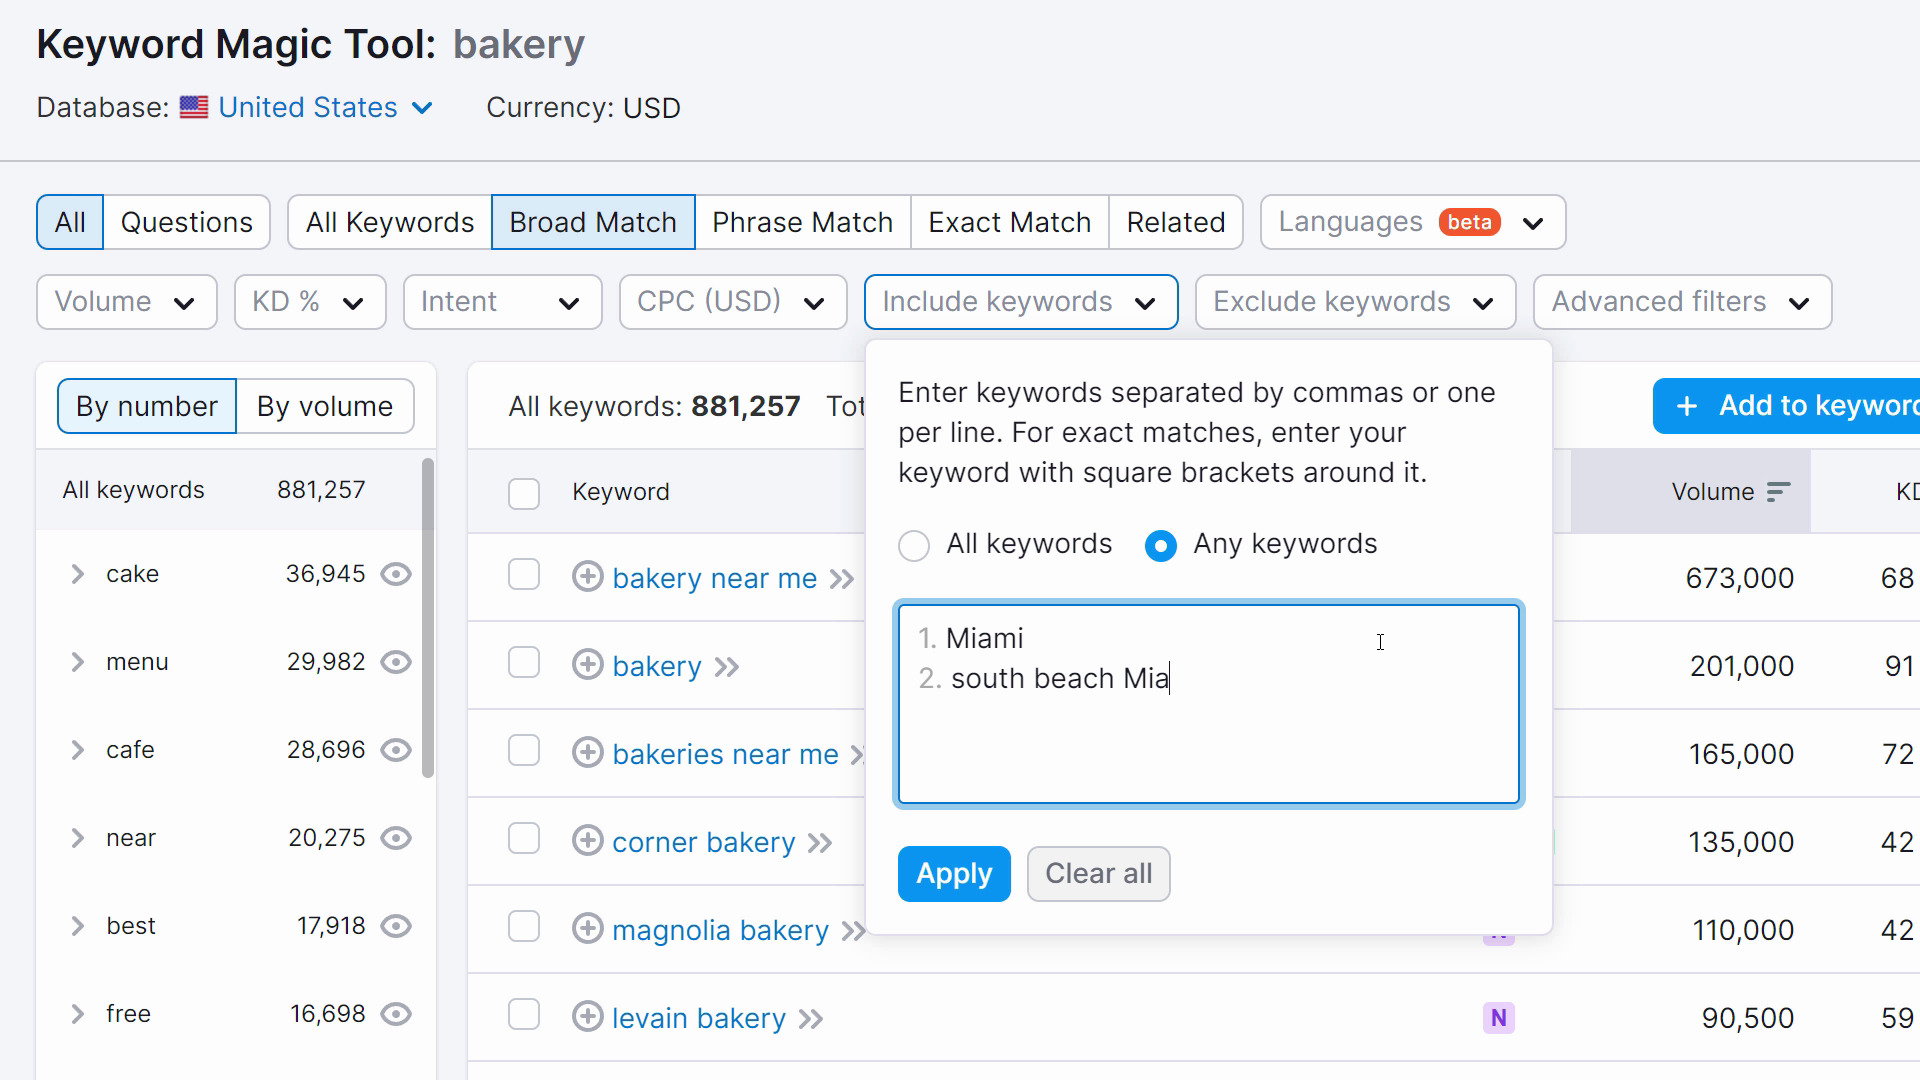 Keyword Magic Tool: bakery
Database: United States Currency: USD
All Questions All Keywords Broad Match Phrase Match Exact Match Related Languages beta
Volume KD % Intent CPC (USD) Include keywords Exclude keywords Advanced filters
By number By volume
All keywords 881,257
cake 36,945
menu 29,982
cafe 28,696
near 20,275
best 17,918
free 16,698
All keywords: 881,257 Tot
+ Add to keyword
Keyword Volume KD
bakery near me 673,000 68
bakery 201,000 91
bakeries near me 165,000 72
corner bakery 135,000 42
magnolia bakery N 110,000 42
levain bakery N 90,500 59
Enter keywords separated by commas or one
per line. For exact matches, enter your
keyword with square brackets around it.
All keywords Any keywords
1. Miami
2. south beach Mia
Apply Clear all